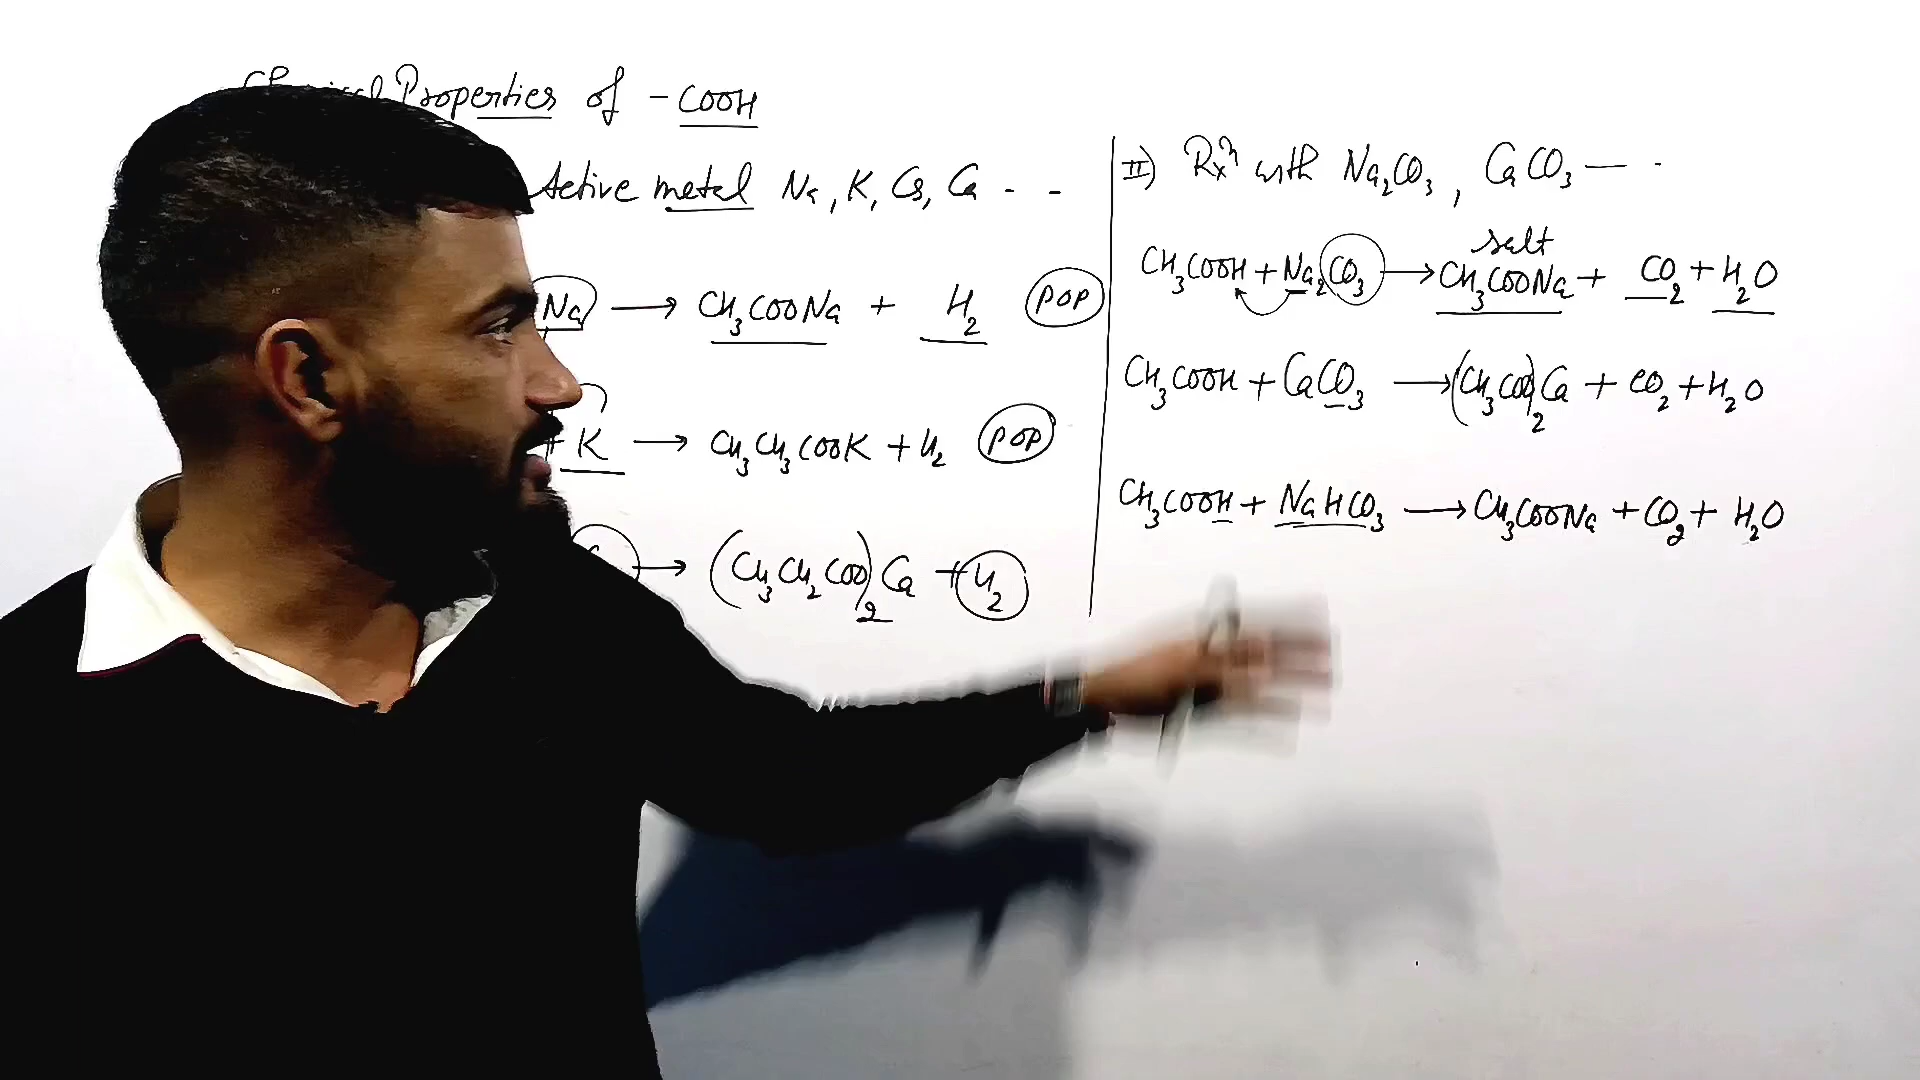 Chemical Properties of -COOH
Active metal Na, K, Cs, Ca - -
Na → CH3COONa + H2 POP
+ K → CH3CH3COOK + H2 POP
→ (CH3CH2COO)2Ca + H2
II) Rxn with Na2CO3, CaCO3 — -
salt
CH3COOH + Na2CO3 → CH3COONa + CO2 + H2O
CH3COOH + CaCO3 → (CH3COO)2Ca + CO2 + H2O
CH3COOH + NaHCO3 → CH3COONa + CO2 + H2O